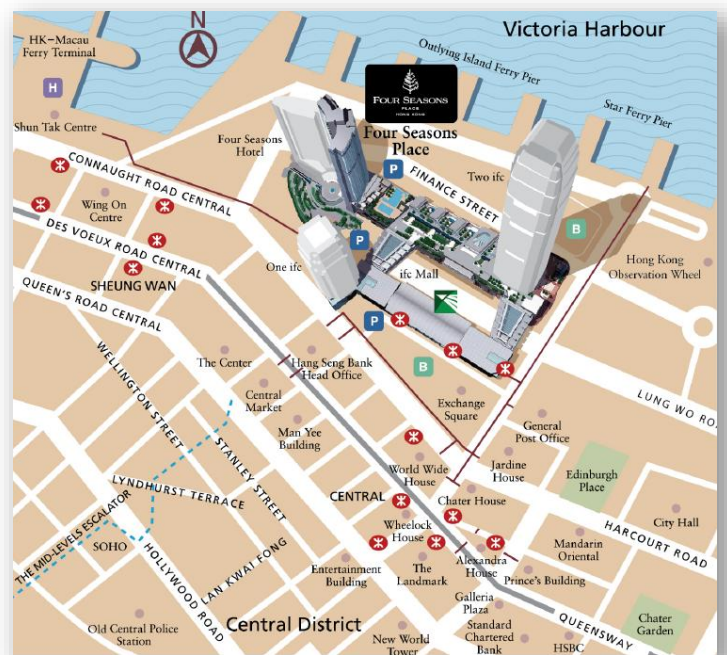 Victoria Harbour
N
HK–Macau
Ferry Terminal
H
Shun Tak Centre
Outlying Island Ferry Pier
Star Ferry Pier
FOUR SEASONS
PLACE
HONG KONG
Four Seasons
Place
Four Seasons
Hotel
P
FINANCE STREET
Two ifc
CONNAUGHT ROAD CENTRAL
Wing On
Centre
DES VOEUX ROAD CENTRAL
SHEUNG WAN
QUEEN'S ROAD CENTRAL
One ifc
P
ifc Mall
B
Hong Kong
Observation Wheel
P
B
The Center
Hang Seng Bank
Head Office
Central
Market
Man Yee
Building
Exchange
Square
General
Post Office
LUNG WO RO
WELLINGTON STREET
STANLEY STREET
World Wide
House
Jardine
House
Edinburgh
Place
CENTRAL
Chater House
City Hall
LYNDHURST TERRACE
THE MID-LEVELS ESCALATOR
SOHO
HOLLYWOOD ROAD
LAN KWAI FONG
Wheelock
House
HARCOURT ROAD
Mandarin
Oriental
Entertainment
Building
The
Landmark
Alexandra
House
Prince's Building
Galleria
Plaza
QUEENSWAY
Chater
Garden
Old Central Police
Station
Central District
New World
Tower
Standard
Chartered
Bank
HSBC